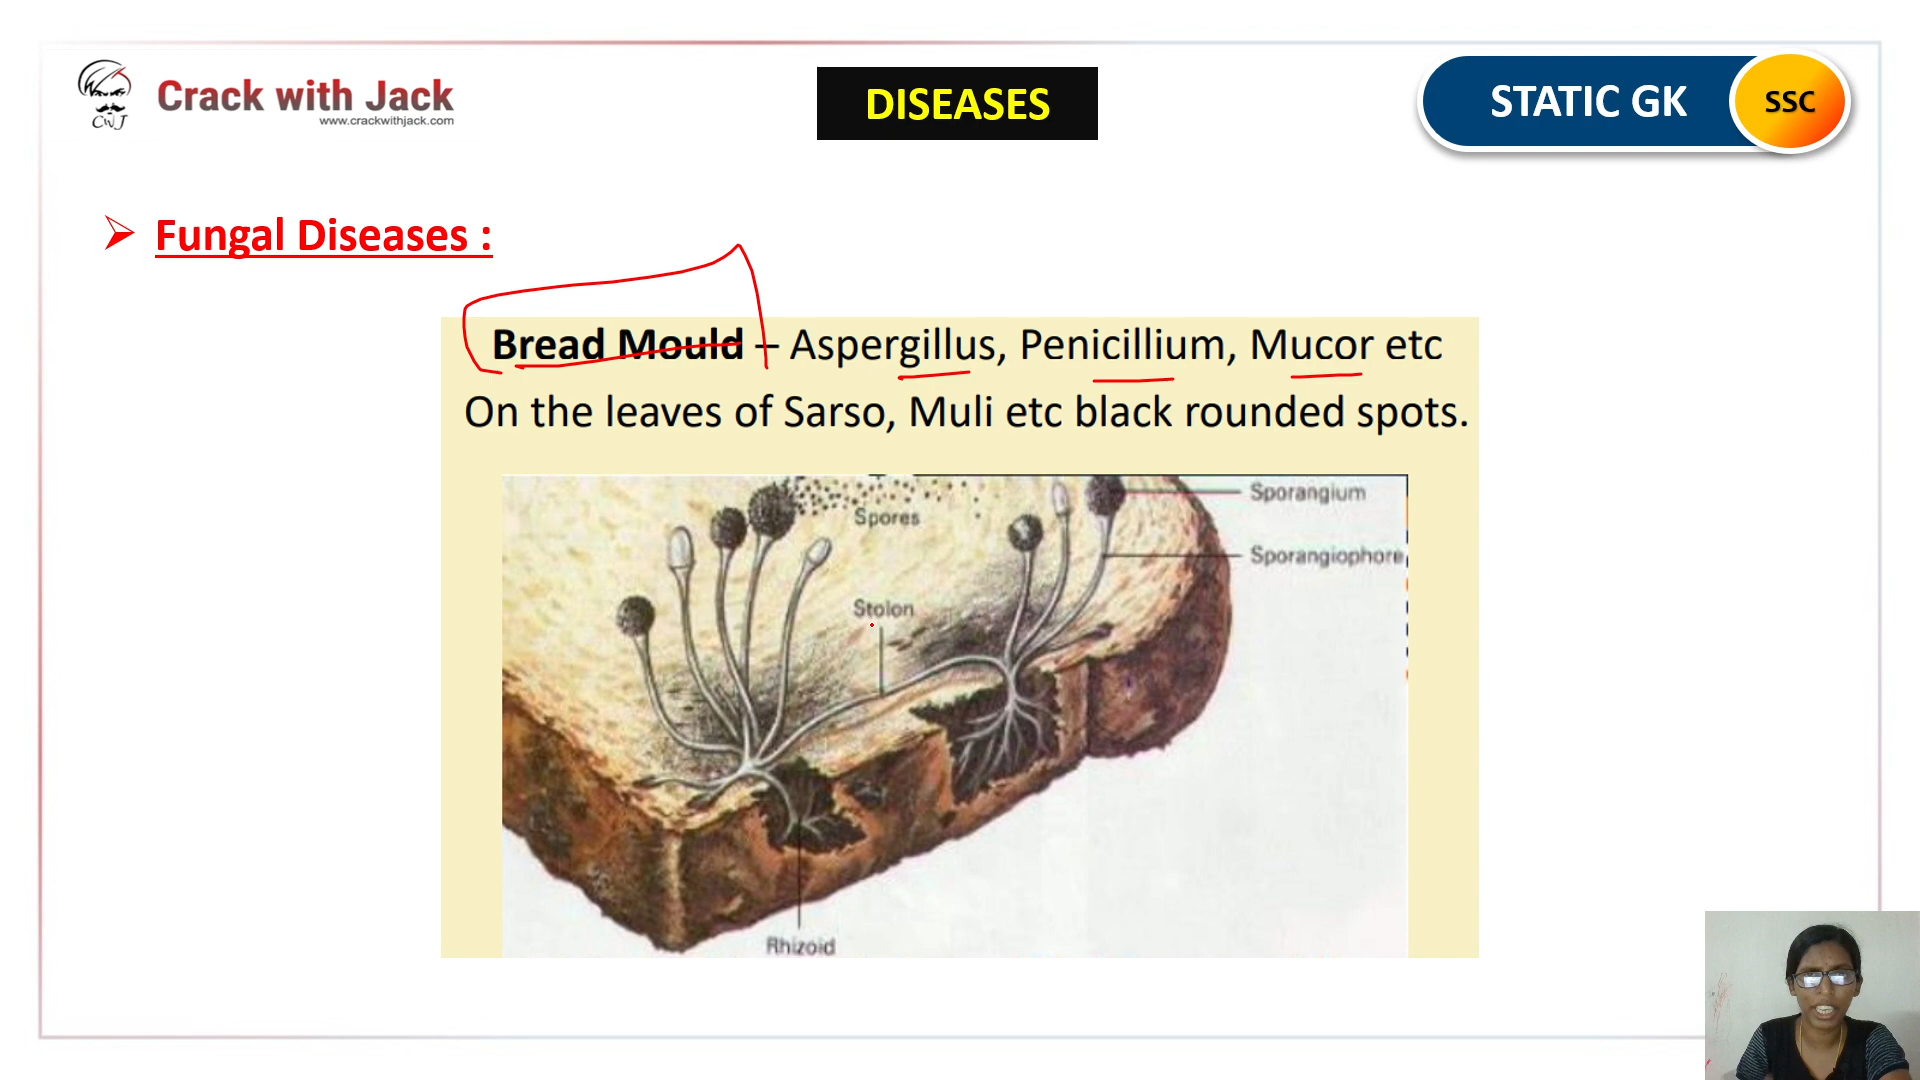 Crack with Jack
www.crackwithjack.com
CWJ
DISEASES
STATIC GK
SSC
Fungal Diseases :
Bread Mould – Aspergillus, Penicillium, Mucor etc
On the leaves of Sarso, Muli etc black rounded spots.
Sporangium
Spores
Sporangiophore
Stolon
Rhizoid